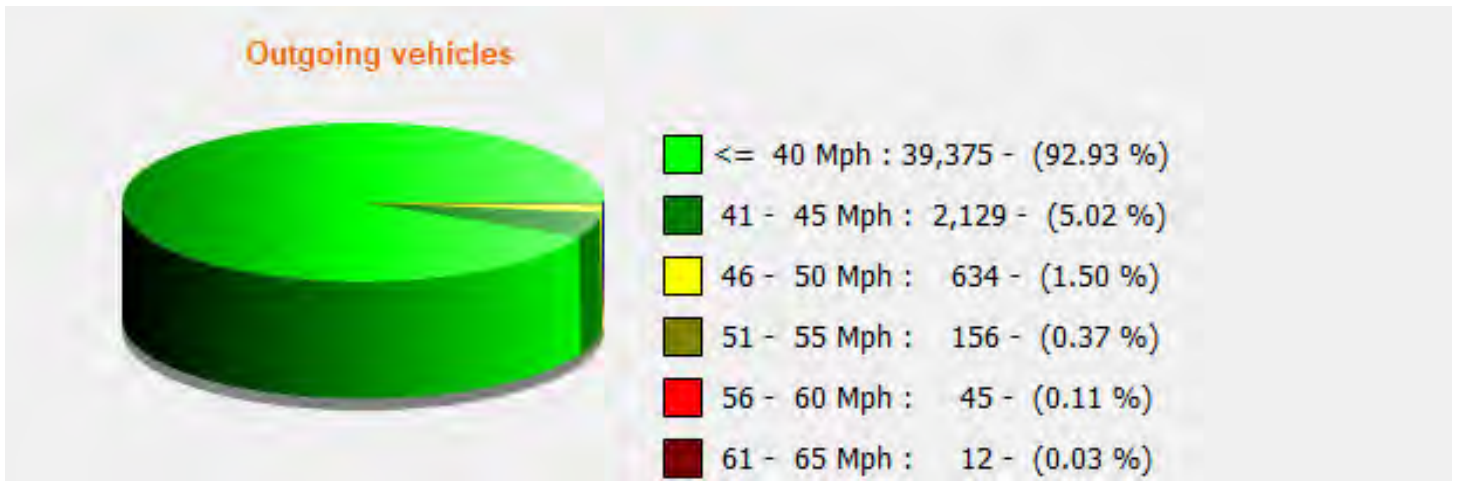 Outgoing vehicles
<= 40 Mph : 39,375 - (92.93 %)
41 - 45 Mph : 2,129 - (5.02 %)
46 - 50 Mph : 634 - (1.50 %)
51 - 55 Mph : 156 - (0.37 %)
56 - 60 Mph : 45 - (0.11 %)
61 - 65 Mph : 12 - (0.03 %)